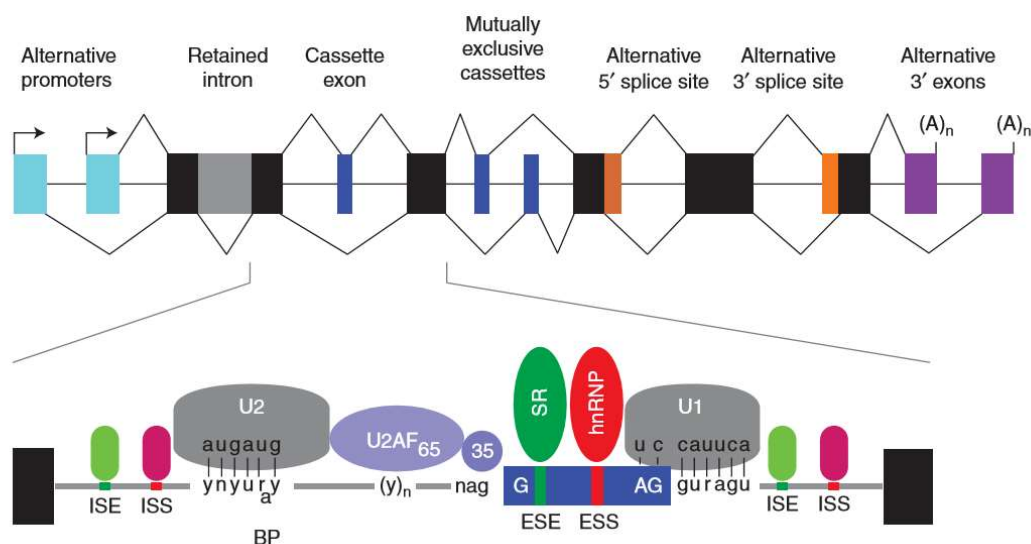 Alternative
promoters
Retained
intron
Cassette
exon
Mutually
exclusive
cassettes
Alternative
5′ splice site
Alternative
3′ splice site
Alternative
3′ exons
(A)n
(A)n
U2
augaug
ynyury
a
BP
U2AF65
35
(y)n
nag
SR
hnRNP
U1
u c cauuca
G
AG
guragu
ISE
ISS
ESE
ESS
ISE
ISS